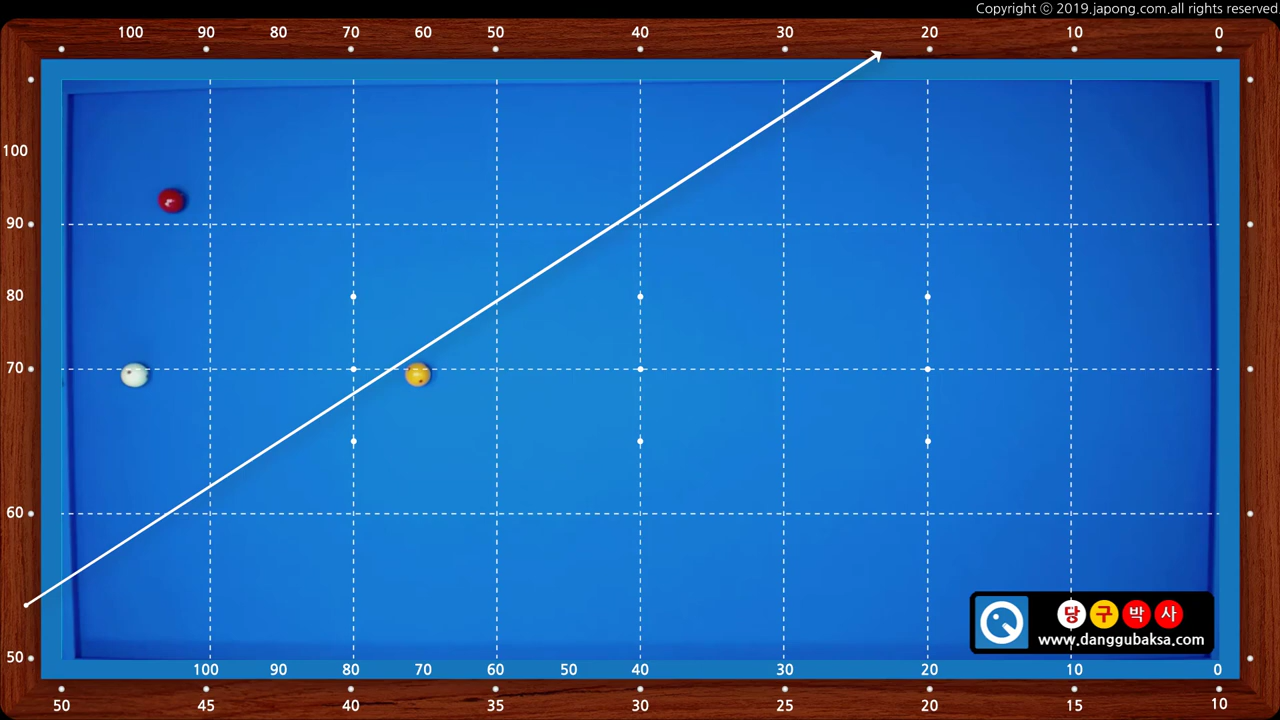 Copyright ⓒ 2019.japong.com.all rights reserved.
100 90 80 70 60 50 40 30 20 10 0
100
90
80
70
60
50
당구박사
www.danggubaksa.com
100 90 80 70 60 50 40 30 20 10 0
50 45 40 35 30 25 20 15 10